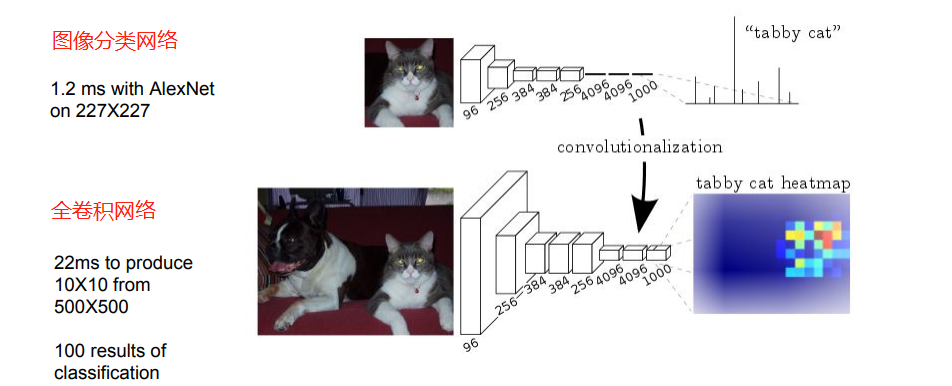 图像分类网络
1.2 ms with AlexNet
on 227X227
96
256
384
384
256
4096
4096
1000
“tabby cat”
convolutionalization
全卷积网络
22ms to produce
10X10 from
500X500
100 results of
classification
96
256
384
384
256
4096
4096
1000
tabby cat heatmap